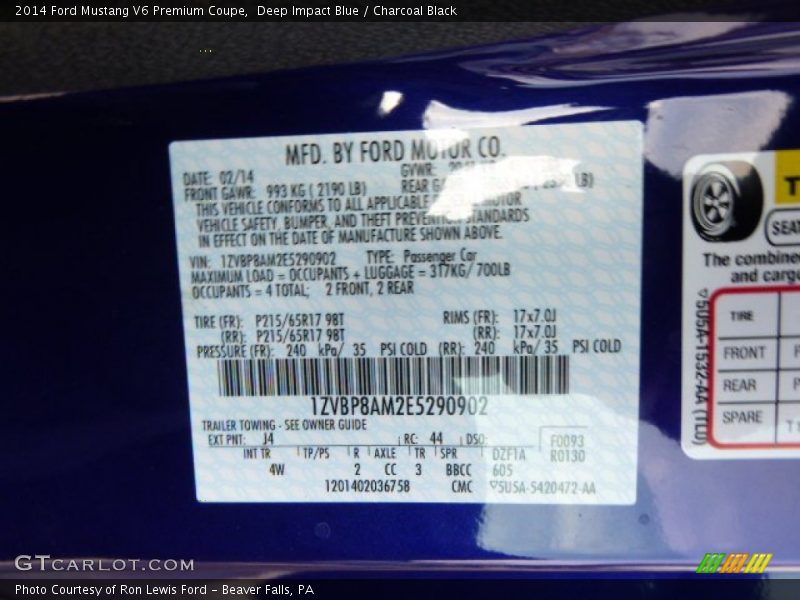 2014 Ford Mustang V6 Premium Coupe, Deep Impact Blue / Charcoal Black
MFD. BY FORD MOTOR CO.
DATE: 02/14 GVWR:
FRONT GAWR: 993 KG ( 2190 LB) REAR LB)
THIS VEHICLE CONFORMS TO ALL APPLICABLE MOTOR
VEHICLE SAFETY, BUMPER, AND THEFT PREVENTION STANDARDS
IN EFFECT ON THE DATE OF MANUFACTURE SHOWN ABOVE.
VIN: 1ZVBP8AM2E5290902 TYPE: Passenger Car
MAXIMUM LOAD = OCCUPANTS + LUGGAGE = 317KG/ 700LB
OCCUPANTS = 4 TOTAL; 2 FRONT, 2 REAR
TIRE (FR): P215/65R17 98T RIMS (FR): 17x7.0J
(RR): P215/65R17 98T (RR): 17x7.0J
PRESSURE (FR): 240 kPa/ 35 PSI COLD (RR): 240 kPa/ 35 PSI COLD
1ZVBP8AM2E5290902
TRAILER TOWING - SEE OWNER GUIDE
EXT PNT: J4 RC: 44 DSO: F0093
INT TR TP/PS R AXLE TR SPR DZF1A R0130
4W 2 CC 3 BBCC 605
1201402036758 CMC 5U5A-5420472-AA
T
SEAT
The combine
and cargo
TIRE
FRONT
REAR
SPARE
5U5A-1532-AA (TLO)
GTCARLOT.COM
Photo Courtesy of Ron Lewis Ford - Beaver Falls, PA